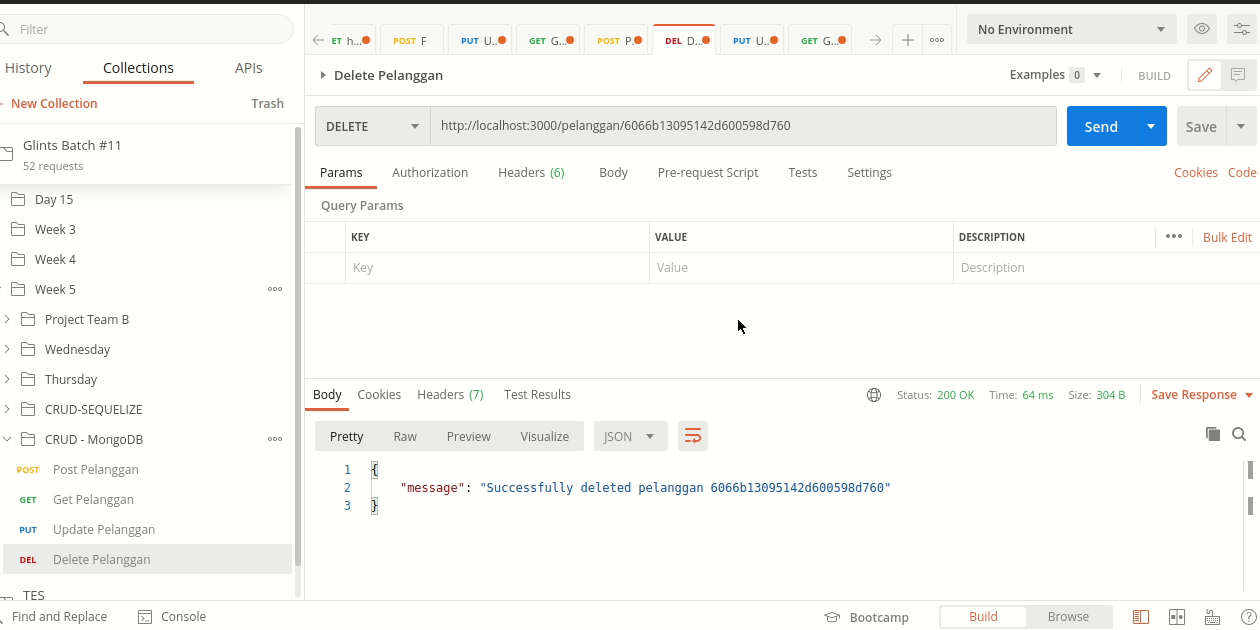 Filter
History Collections APIs
New Collection Trash
Glints Batch #11
52 requests
Day 15
Week 3
Week 4
Week 5
Project Team B
Wednesday
Thursday
CRUD-SEQUELIZE
CRUD - MongoDB
POST Post Pelanggan
GET Get Pelanggan
PUT Update Pelanggan
DEL Delete Pelanggan
TES
ET h... POST F PUT U.. GET G... POST P. DEL D... PUT U.. GET G...
No Environment
Delete Pelanggan
Examples 0 BUILD
DELETE http://localhost:3000/pelanggan/6066b13095142d600598d760 Send Save
Params Authorization Headers (6) Body Pre-request Script Tests Settings Cookies Code
Query Params
KEY VALUE DESCRIPTION Bulk Edit
Key Value Description
Body Cookies Headers (7) Test Results Status: 200 OK Time: 64 ms Size: 304 B Save Response
Pretty Raw Preview Visualize JSON
1 {
2 "message": "Successfully deleted pelanggan 6066b13095142d600598d760"
3 }
Find and Replace Console Bootcamp Build Browse